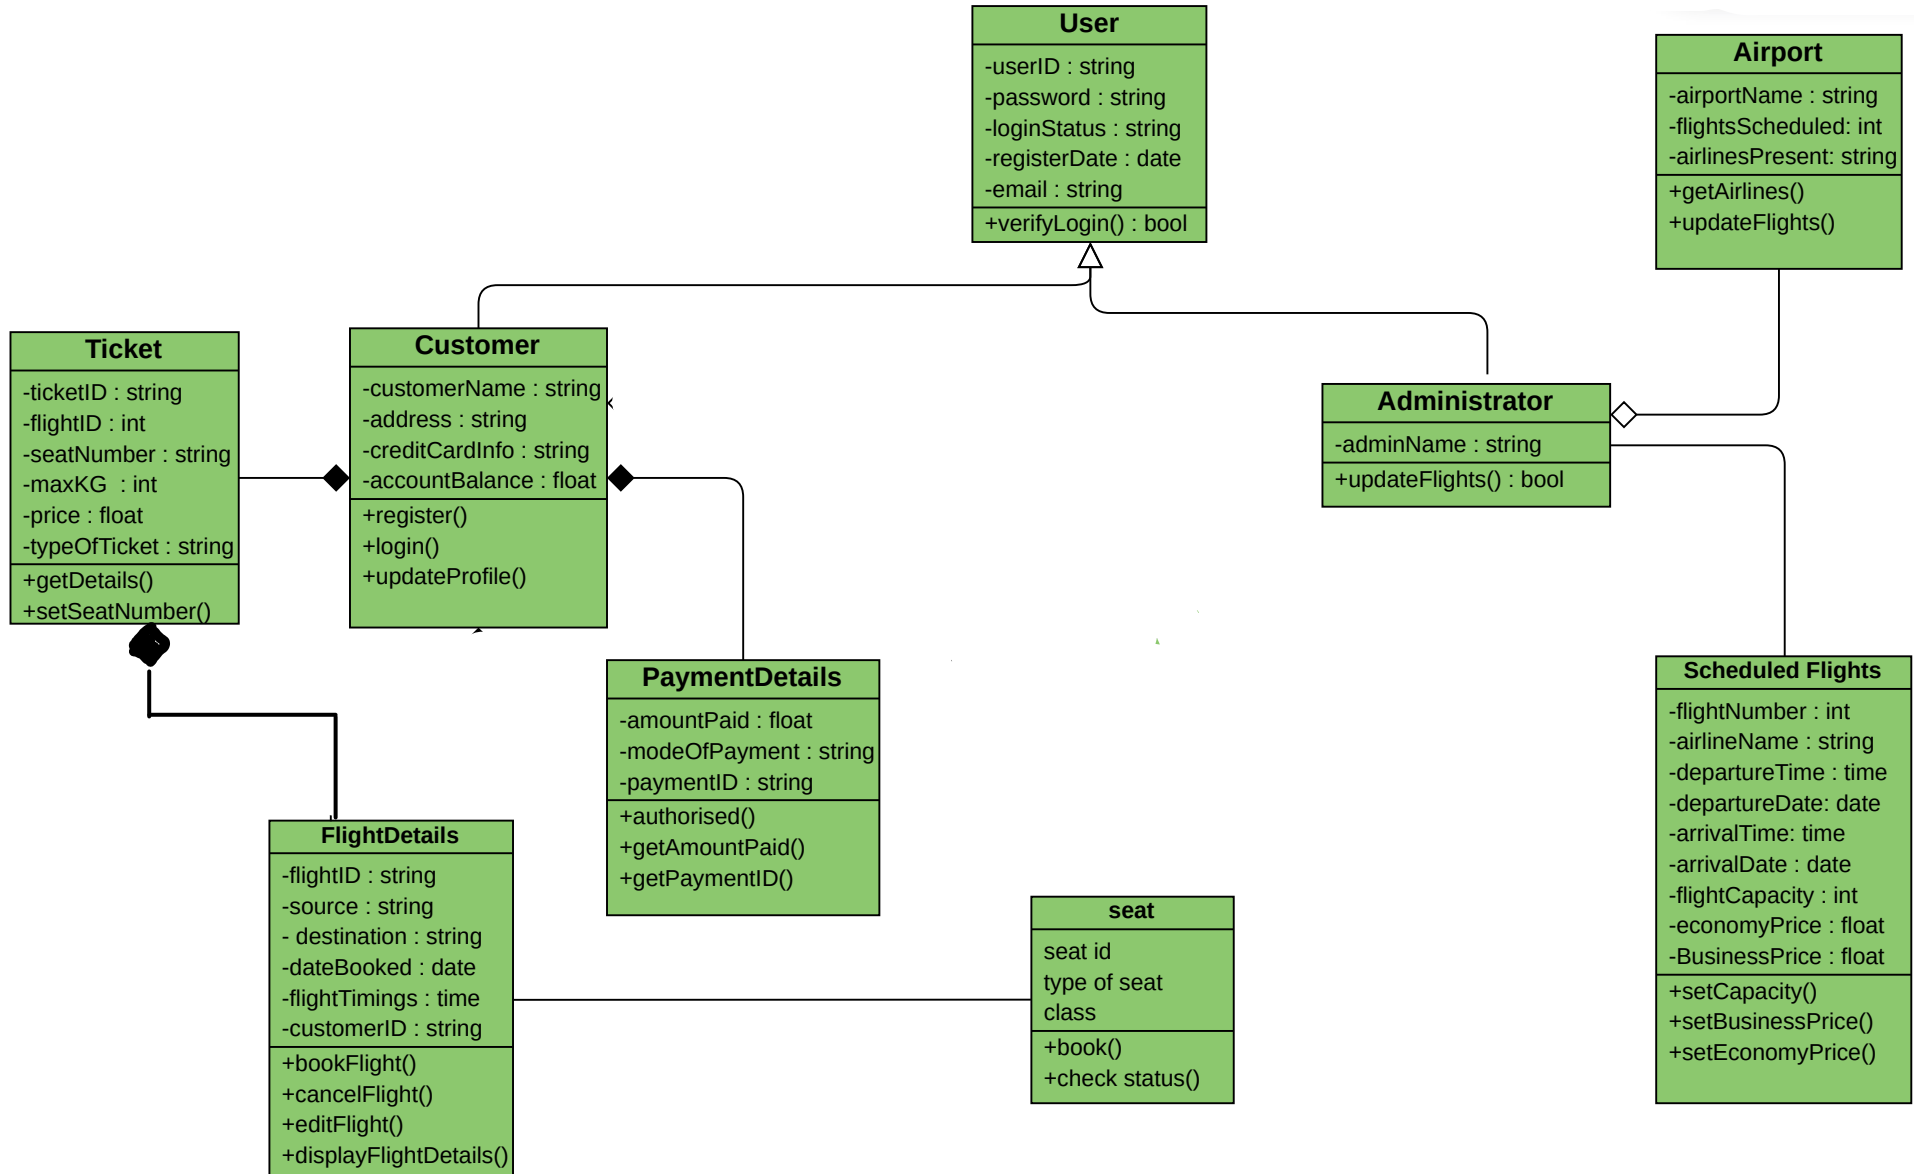 User
-userID : string
-password : string
-loginStatus : string
-registerDate : date
-email : string
+verifyLogin() : bool
Airport
-airportName : string
-flightsScheduled: int
-airlinesPresent: string
+getAirlines()
+updateFlights()
Ticket
-ticketID : string
-flightID : int
-seatNumber : string
-maxKG : int
-price : float
-typeOfTicket : string
+getDetails()
+setSeatNumber()
Customer
-customerName : string
-address : string
-creditCardInfo : string
-accountBalance : float
+register()
+login()
+updateProfile()
Administrator
-adminName : string
+updateFlights() : bool
PaymentDetails
-amountPaid : float
-modeOfPayment : string
-paymentID : string
+authorised()
+getAmountPaid()
+getPaymentID()
Scheduled Flights
-flightNumber : int
-airlineName : string
-departureTime : time
-departureDate: date
-arrivalTime: time
-arrivalDate : date
-flightCapacity : int
-economyPrice : float
-BusinessPrice : float
+setCapacity()
+setBusinessPrice()
+setEconomyPrice()
FlightDetails
-flightID : string
-source : string
- destination : string
-dateBooked : date
-flightTimings : time
-customerID : string
+bookFlight()
+cancelFlight()
+editFlight()
+displayFlightDetails()
seat
seat id
type of seat
class
+book()
+check status()